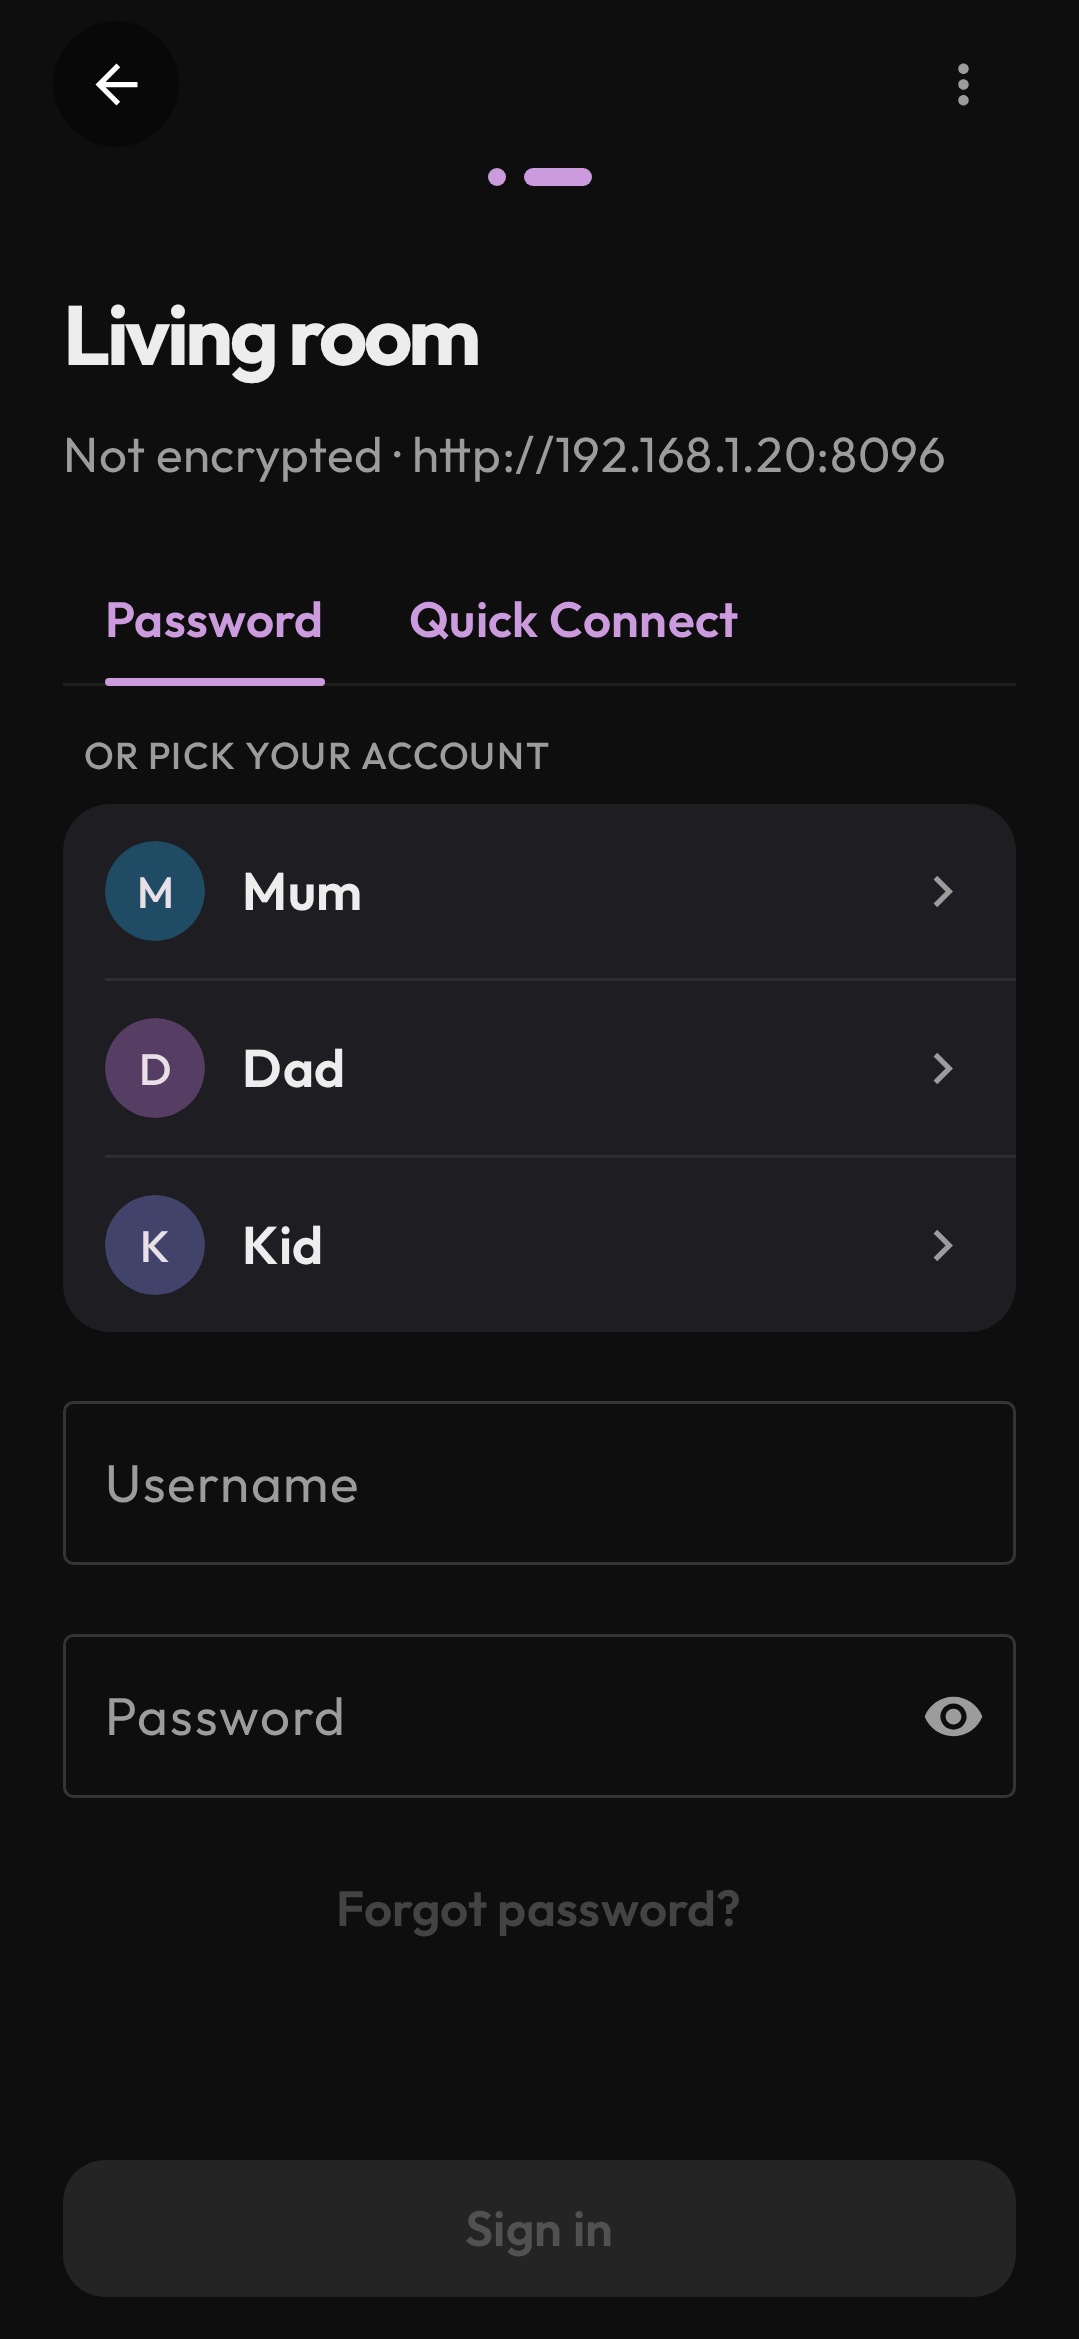 Living room
Not encrypted · http://192.168.1.20:8096
Password
Quick Connect
OR PICK YOUR ACCOUNT
M Mum
D Dad
K Kid
Username
Password
Forgot password?
Sign in